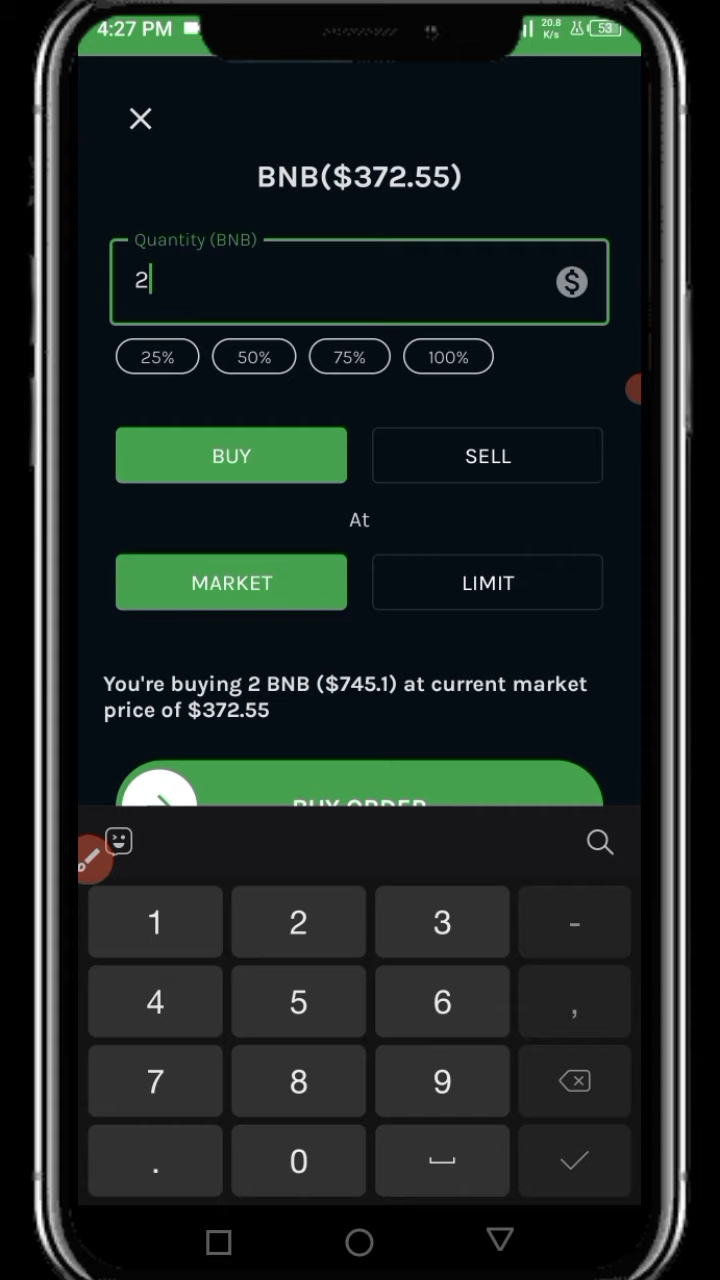 4:27 PM
20.8
K/s
53
BNB($372.55)
Quantity (BNB)
2
$
25% 50% 75% 100%
BUY SELL
At
MARKET LIMIT
You're buying 2 BNB ($745.1) at current market
price of $372.55
BUY ORDER
1 2 3 -
4 5 6 ,
7 8 9
. 0